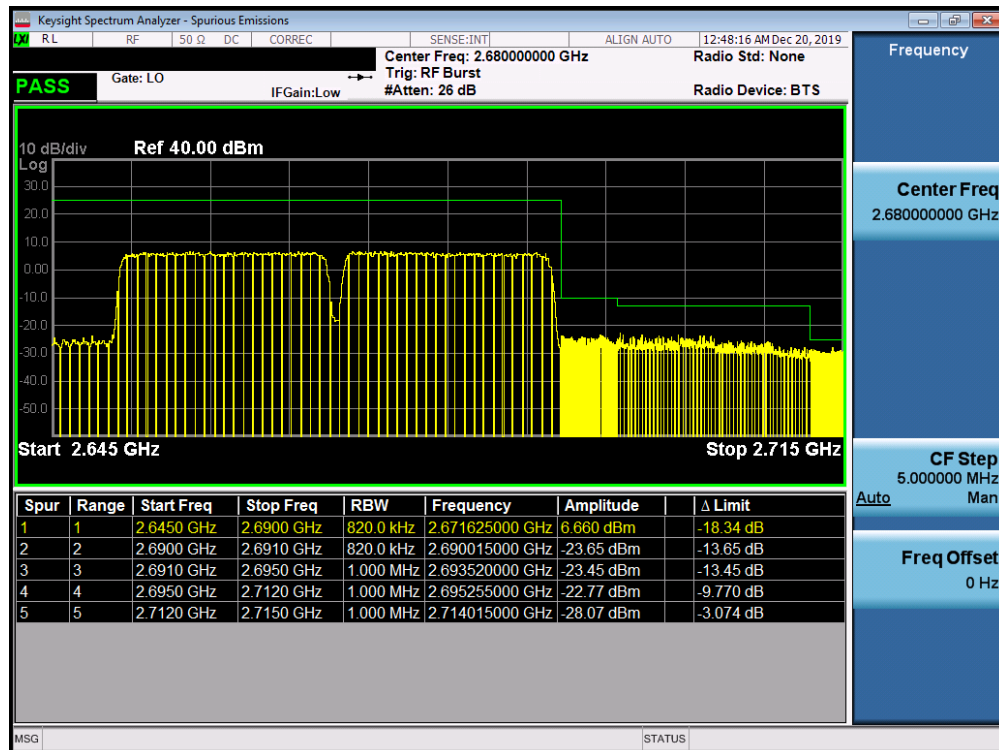 Keysight Spectrum Analyzer - Spurious Emissions
LXI RL RF 50 Ω DC CORREC SENSE:INT ALIGN AUTO 12:48:16 AM Dec 20, 2019
Center Freq: 2.680000000 GHz Radio Std: None
Gate: LO Trig: RF Burst
PASS IFGain:Low #Atten: 26 dB Radio Device: BTS
10 dB/div Ref 40.00 dBm
Log
30.0
20.0
10.0
0.00
-10.0
-20.0
-30.0
-40.0
-50.0
Start 2.645 GHz Stop 2.715 GHz
Spur Range Start Freq Stop Freq RBW Frequency Amplitude Δ Limit
1 1 2.6450 GHz 2.6900 GHz 820.0 kHz 2.671625000 GHz 6.660 dBm -18.34 dB
2 2 2.6900 GHz 2.6910 GHz 820.0 kHz 2.690015000 GHz -23.65 dBm -13.65 dB
3 3 2.6910 GHz 2.6950 GHz 1.000 MHz 2.693520000 GHz -23.45 dBm -13.45 dB
4 4 2.6950 GHz 2.7120 GHz 1.000 MHz 2.695255000 GHz -22.77 dBm -9.770 dB
5 5 2.7120 GHz 2.7150 GHz 1.000 MHz 2.714015000 GHz -28.07 dBm -3.074 dB
MSG STATUS
Frequency
Center Freq
2.680000000 GHz
CF Step
5.000000 MHz
Auto Man
Freq Offset
0 Hz